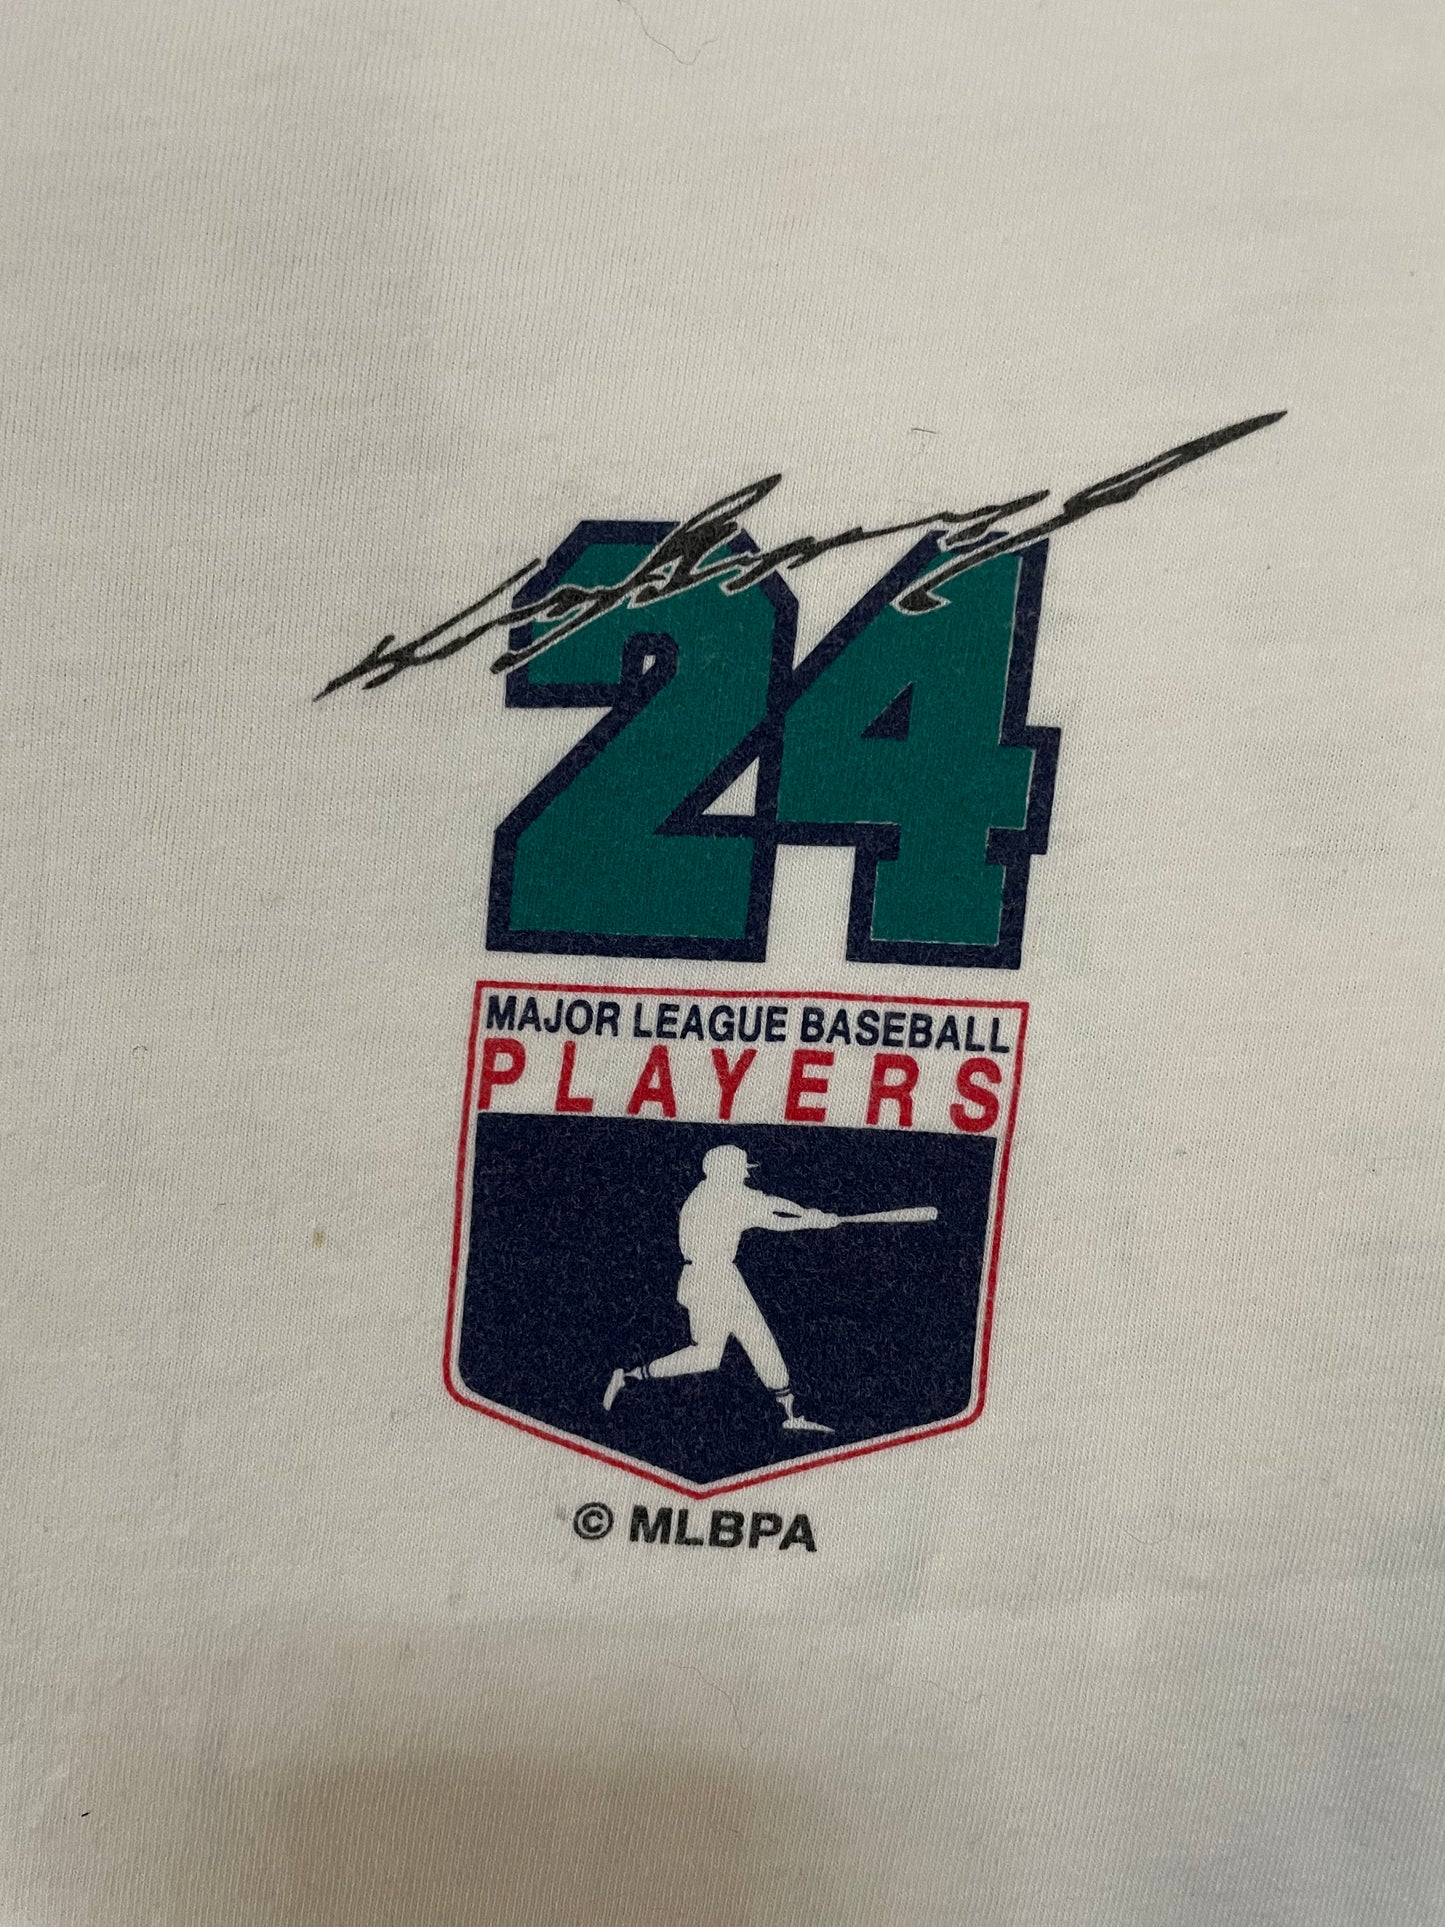 24
MAJOR LEAGUE BASEBALL
PLAYERS
© MLBPA